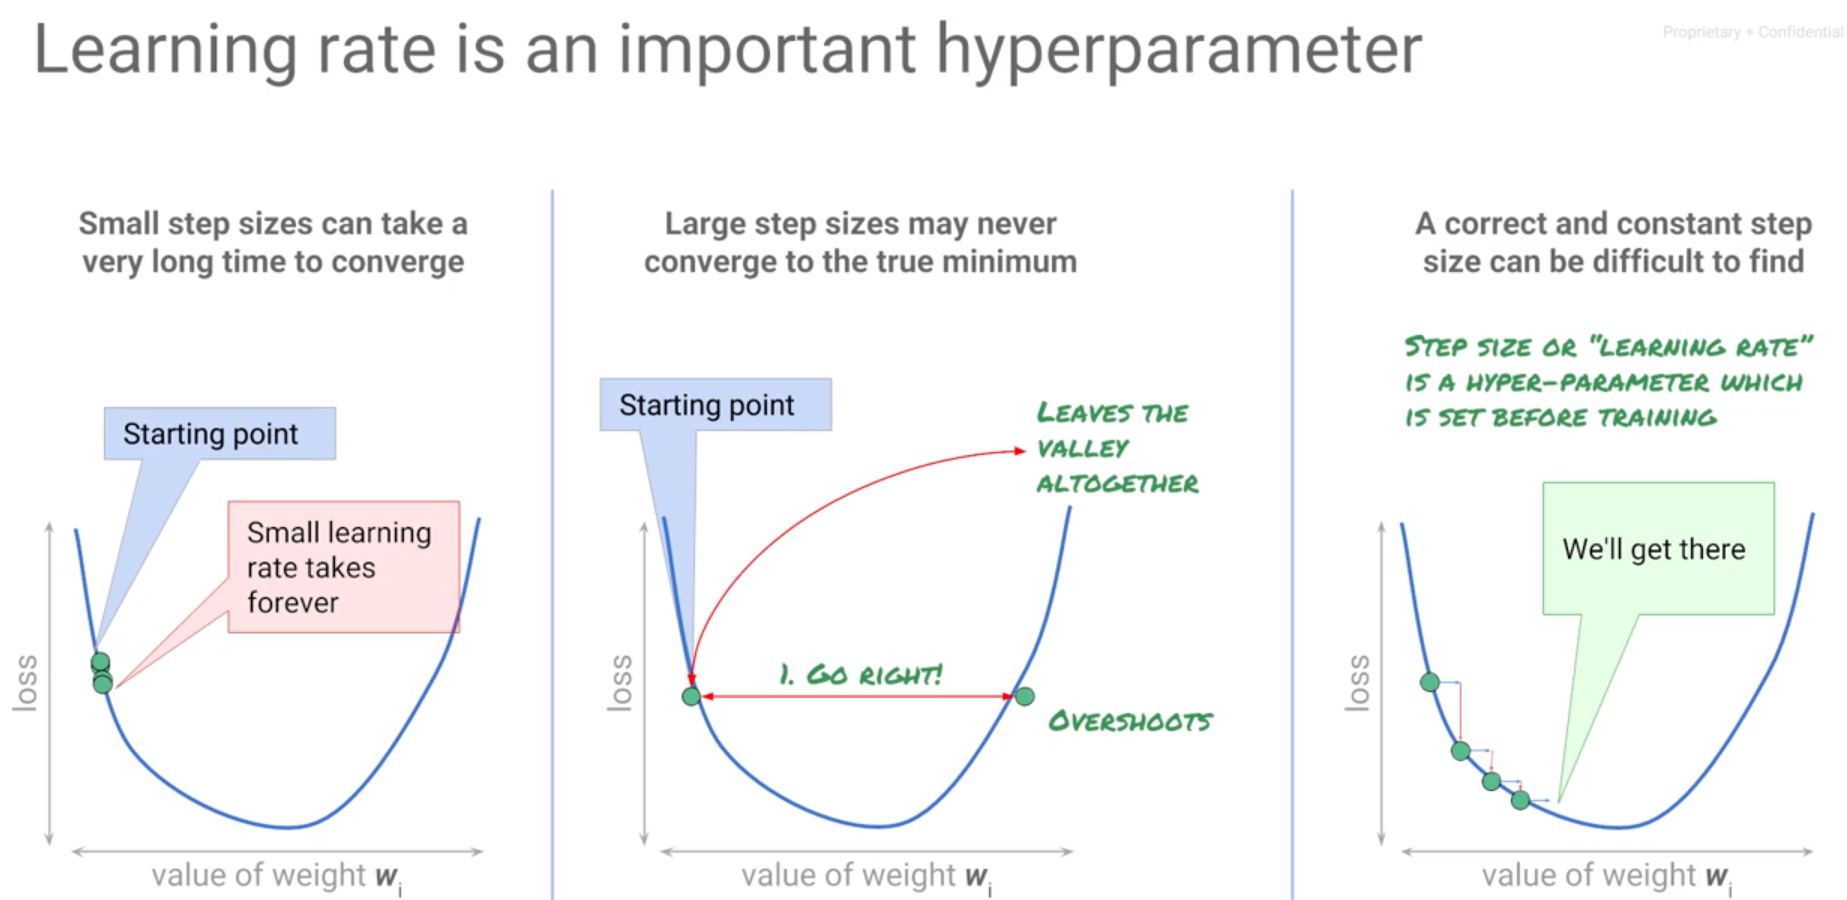 Learning rate is an important hyperparameter
Proprietary + Confidential
Small step sizes can take a
very long time to converge
Starting point
Small learning
rate takes
forever
loss
value of weight wi
Large step sizes may never
converge to the true minimum
Starting point
LEAVES THE
VALLEY
ALTOGETHER
1. GO RIGHT!
OVERSHOOTS
loss
value of weight wi
A correct and constant step
size can be difficult to find
STEP SIZE OR "LEARNING RATE"
IS A HYPER-PARAMETER WHICH
IS SET BEFORE TRAINING
We'll get there
loss
value of weight wi